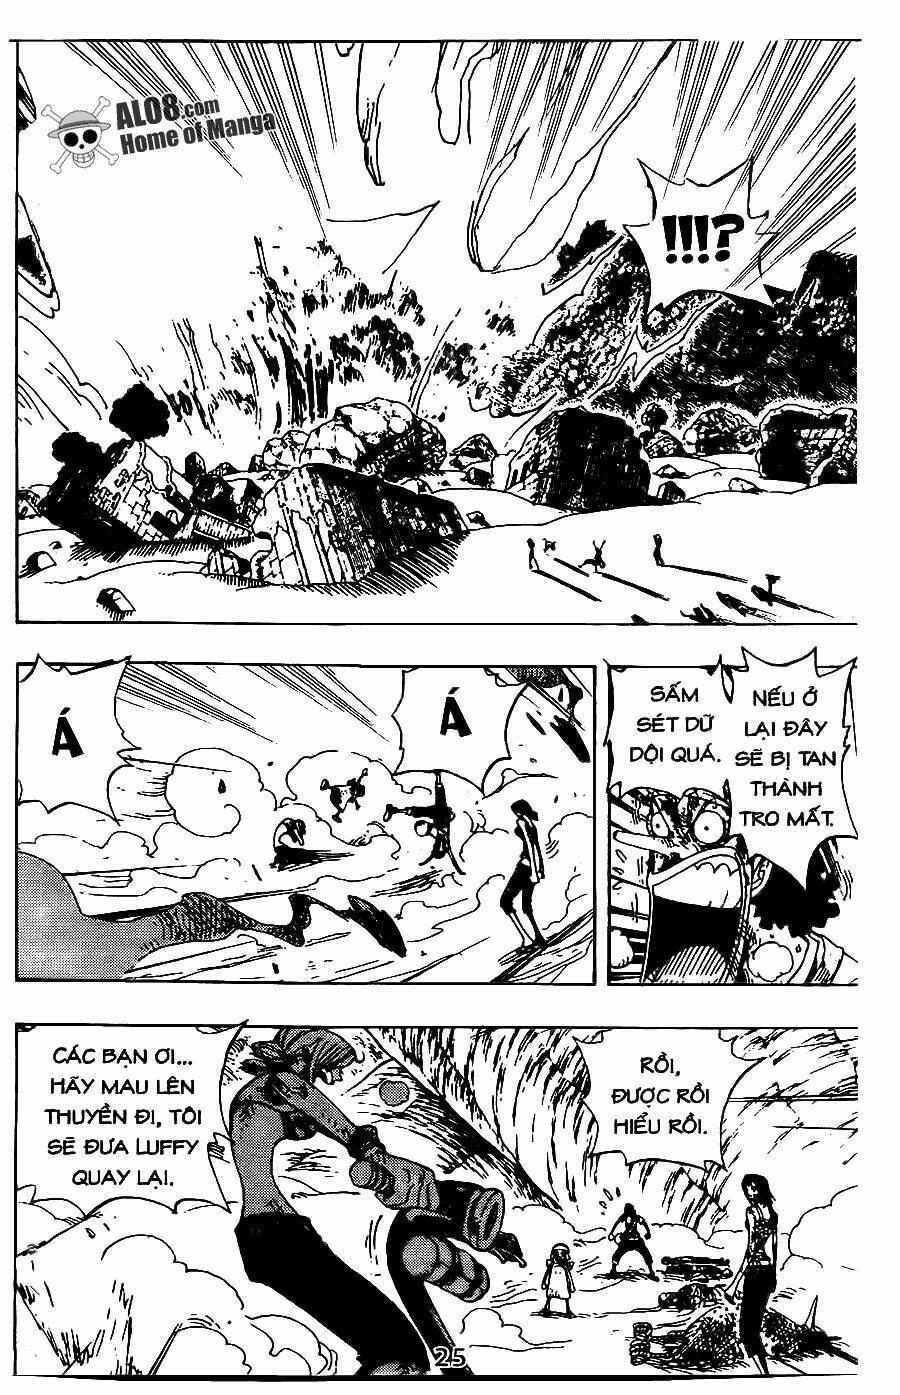 ALO8.com
Home of Manga
!!!?
Á
Á
NẾU Ở
LẠI ĐÂY
SẼ BỊ TAN
THÀNH
TRO MẤT.
SẤM
SÉT DỮ
DỘI QUÁ.
CÁC BẠN ƠI...
HÃY MAU LÊN
THUYỀN ĐI, TÔI
SẼ ĐƯA LUFFY
QUAY LẠI.
RỒI,
ĐƯỢC RỒI
HIỂU RỒI.
25